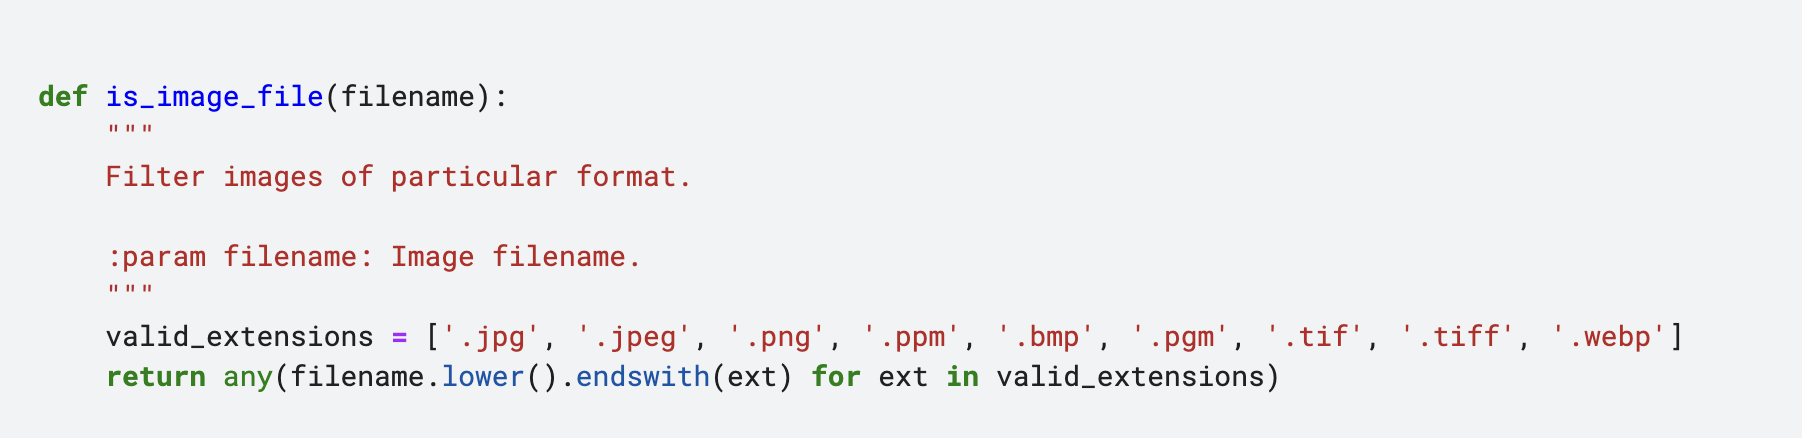 def is_image_file(filename):
    """
    Filter images of particular format.

    :param filename: Image filename.
    """
    valid_extensions = ['.jpg', '.jpeg', '.png', '.ppm', '.bmp', '.pgm', '.tif', '.tiff', '.webp']
    return any(filename.lower().endswith(ext) for ext in valid_extensions)